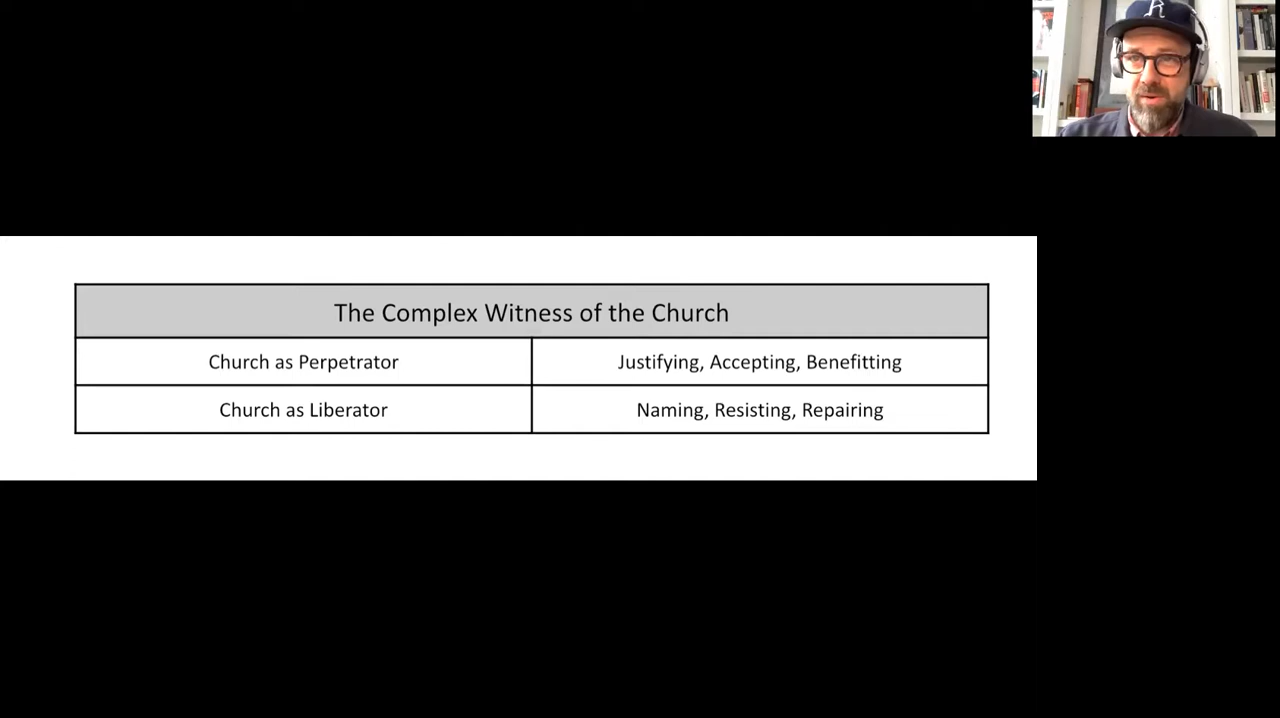 The Complex Witness of the Church
Church as Perpetrator
Justifying, Accepting, Benefitting
Church as Liberator
Naming, Resisting, Repairing